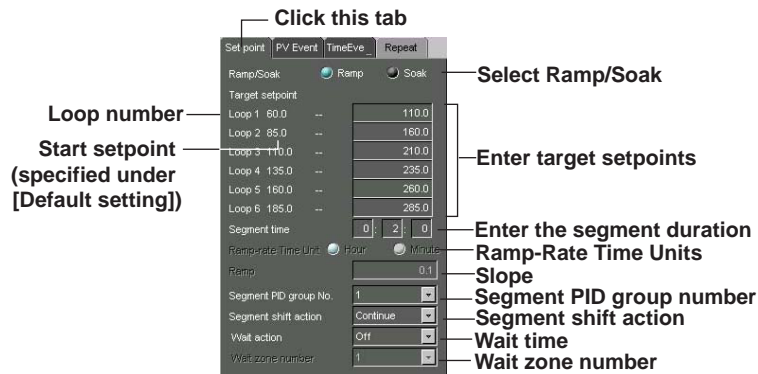 Click this tab
Setpoint PV Event TimeEve_ Repeat
Ramp/Soak Ramp Soak
Select Ramp/Soak
Target setpoint
Loop number
Loop 1 60.0 -- 110.0
Loop 2 85.0 -- 160.0
Start setpoint
(specified under
[Default setting])
Loop 3 110.0 -- 210.0
Loop 4 135.0 -- 235.0
Loop 5 160.0 -- 260.0
Loop 6 185.0 -- 285.0
Enter target setpoints
Segment time 0 : 2 : 0
Enter the segment duration
Ramp-rate Time Unit Hour Minute
Ramp-Rate Time Units
Ramp 0.1
Slope
Segment PID group No. 1
Segment PID group number
Segment shift action Continue
Segment shift action
Wait action Off
Wait time
Wait zone number 1
Wait zone number